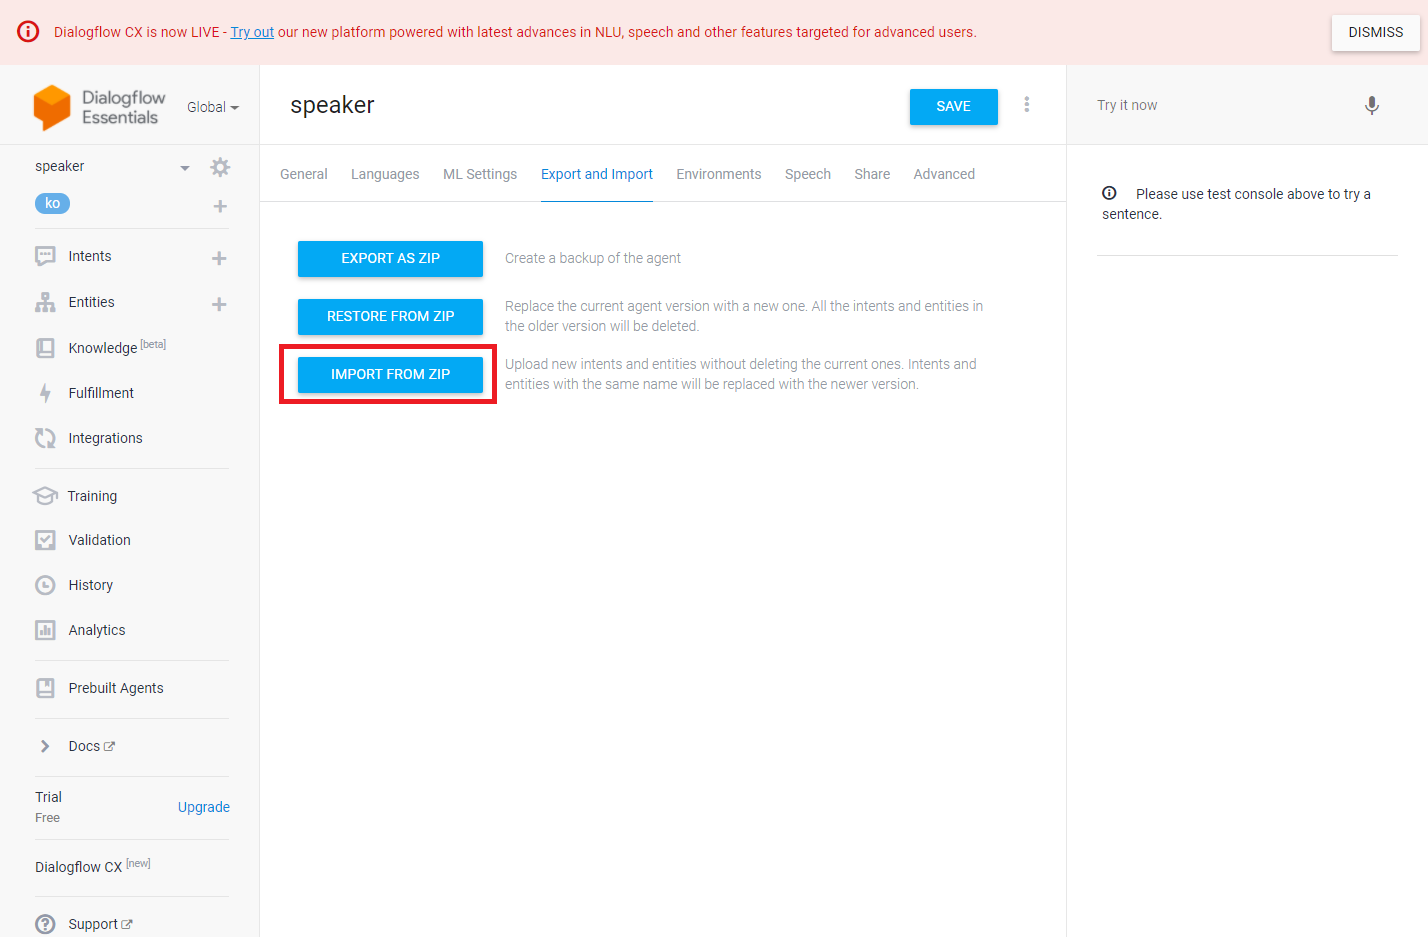 Dialogflow CX is now LIVE - Try out our new platform powered with latest advances in NLU, speech and other features targeted for advanced users.
DISMISS
Dialogflow
Essentials
Global
speaker
SAVE
Try it now
speaker
ko
Intents
Entities
Knowledge [beta]
Fulfillment
Integrations
Training
Validation
History
Analytics
Prebuilt Agents
Docs
Trial
Free
Upgrade
Dialogflow CX [new]
Support
General Languages ML Settings Export and Import Environments Speech Share Advanced
EXPORT AS ZIP
Create a backup of the agent
RESTORE FROM ZIP
Replace the current agent version with a new one. All the intents and entities in
the older version will be deleted.
IMPORT FROM ZIP
Upload new intents and entities without deleting the current ones. Intents and
entities with the same name will be replaced with the newer version.
Please use test console above to try a
sentence.